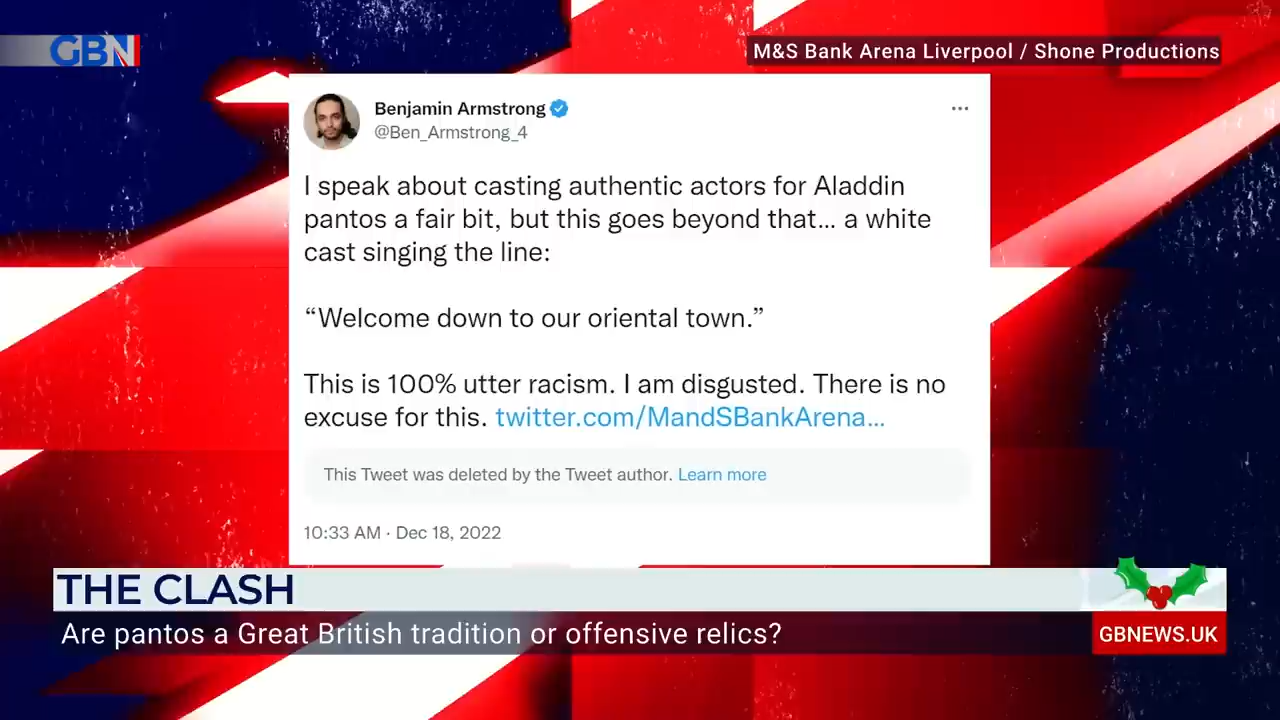 GBN
M&S Bank Arena Liverpool / Shone Productions
Benjamin Armstrong
@Ben_Armstrong_4
I speak about casting authentic actors for Aladdin
pantos a fair bit, but this goes beyond that... a white
cast singing the line:
“Welcome down to our oriental town.”
This is 100% utter racism. I am disgusted. There is no
excuse for this. twitter.com/MandSBankArena...
This Tweet was deleted by the Tweet author. Learn more
10:33 AM · Dec 18, 2022
THE CLASH
Are pantos a Great British tradition or offensive relics?
GBNEWS.UK